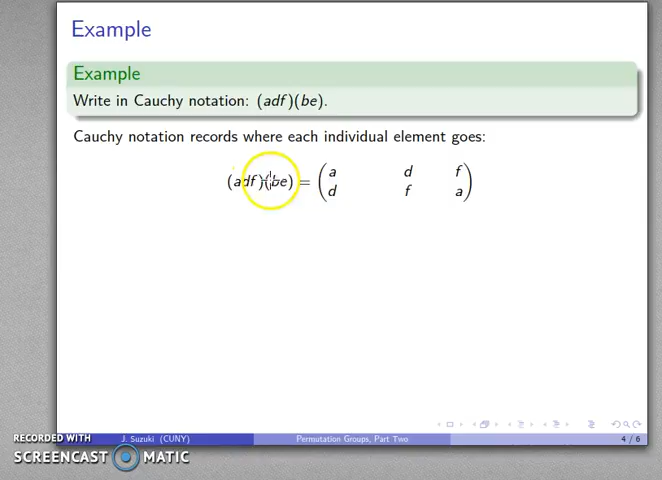 Example
Example
Write in Cauchy notation: (adf)(be).
Cauchy notation records where each individual element goes:
(adf)(be) = ( a d f
d f a )
RECORDED WITH
SCREENCAST MATIC
J. Suzuki (CUNY) Permutation Groups, Part Two 4 / 6